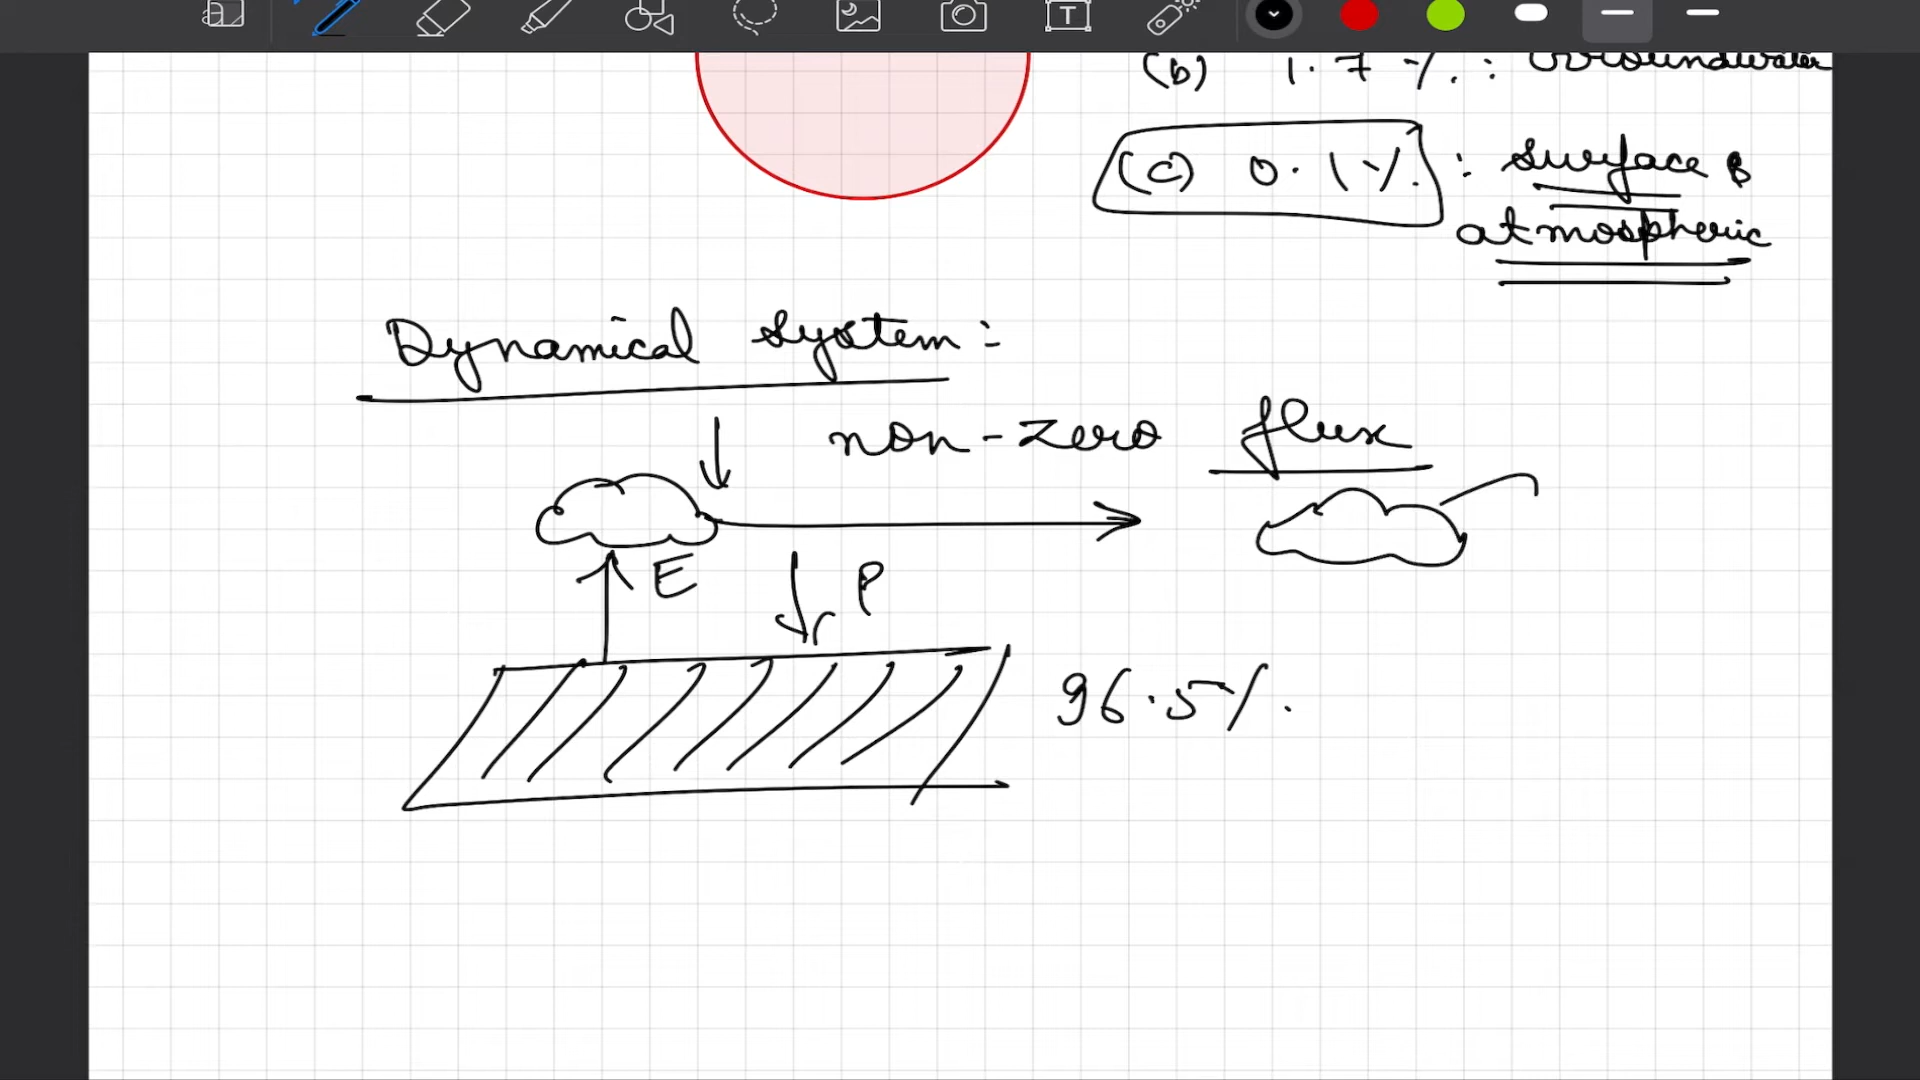 (b) 1.7 %. : Groundwater
(c) 0.1 %. : surface &
atmospheric
Dynamical system :
non-zero flux
E
P
96.5%.